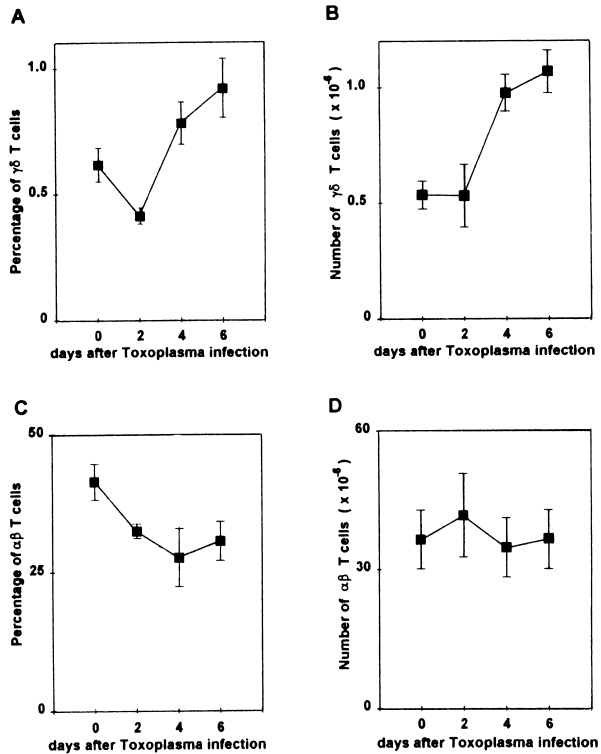 A
Percentage of γδ T cells
1.0
0.5
0
0 2 4 6
days after Toxoplasma infection
B
Number of γδ T cells ( x 10⁻⁶)
1.0
0.5
0
0 2 4 6
days after Toxoplasma infection
C
Percentage of αβ T cells
50
25
0
0 2 4 6
days after Toxoplasma infection
D
Number of αβ T cells ( x 10⁻⁶)
60
30
0
0 2 4 6
days after Toxoplasma infection